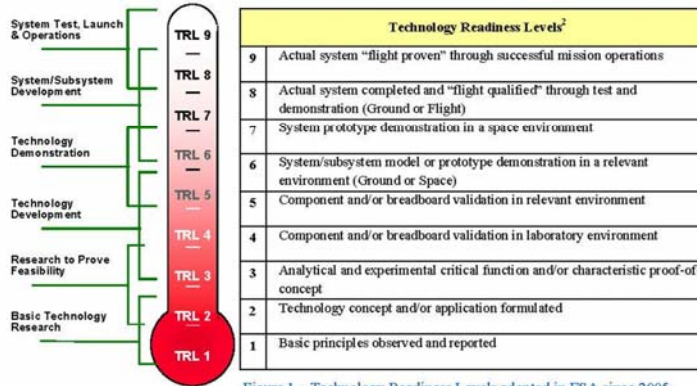 System Test, Launch
& Operations
System/Subsystem
Development
Technology
Demonstration
Technology
Development
Research to Prove
Feasibility
Basic Technology
Research
TRL 9
TRL 8
TRL 7
TRL 6
TRL 5
TRL 4
TRL 3
TRL 2
TRL 1
Technology Readiness Levels2
9 Actual system “flight proven” through successful mission operations
8 Actual system completed and “flight qualified” through test and
demonstration (Ground or Flight)
7 System prototype demonstration in a space environment
6 System/subsystem model or prototype demonstration in a relevant
environment (Ground or Space)
5 Component and/or breadboard validation in relevant environment
4 Component and/or breadboard validation in laboratory environment
3 Analytical and experimental critical function and/or characteristic proof-of
concept
2 Technology concept and/or application formulated
1 Basic principles observed and reported